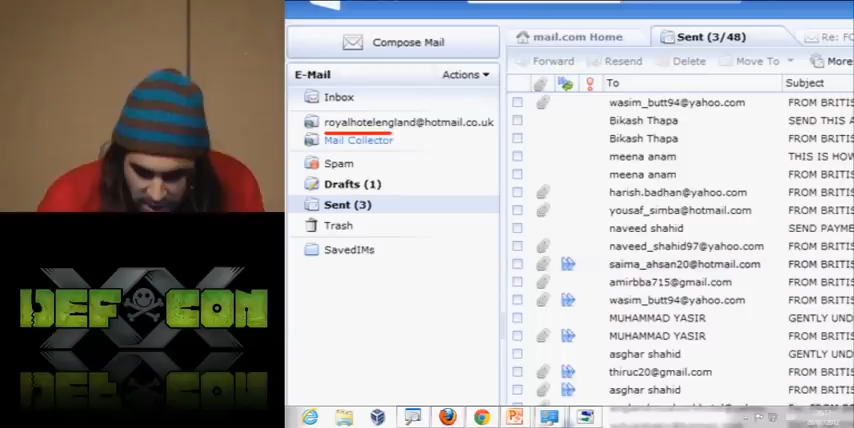 DEF CON
XX
Compose Mail
E-Mail
Actions
Inbox
royalhotelengland@hotmail.co.uk
Mail Collector
Spam
Drafts (1)
Sent (3)
Trash
SavedIMs
mail.com Home
Sent (3/48)
Re: FO
Forward
Resend
Delete
Move To
More
To
Subject
wasim_butt94@yahoo.com FROM BRITIS
Bikash Thapa SEND THIS A
Bikash Thapa FROM BRITIS
meena anam THIS IS HOW
meena anam FROM BRITIS
harish.badhan@yahoo.com FROM BRITIS
yousaf_simba@hotmail.com FROM BRITIS
naveed shahid SEND PAYME
naveed_shahid97@yahoo.com FROM BRITIS
saima_ahsan20@hotmail.com FROM BRITIS
amirbba715@gmail.com FROM BRITIS
wasim_butt94@yahoo.com FROM BRITIS
MUHAMMAD YASIR GENTLY UND
MUHAMMAD YASIR FROM BRITIS
asghar shahid GENTLY UND
thiruc20@gmail.com FROM BRITIS
asghar shahid FROM BRITIS